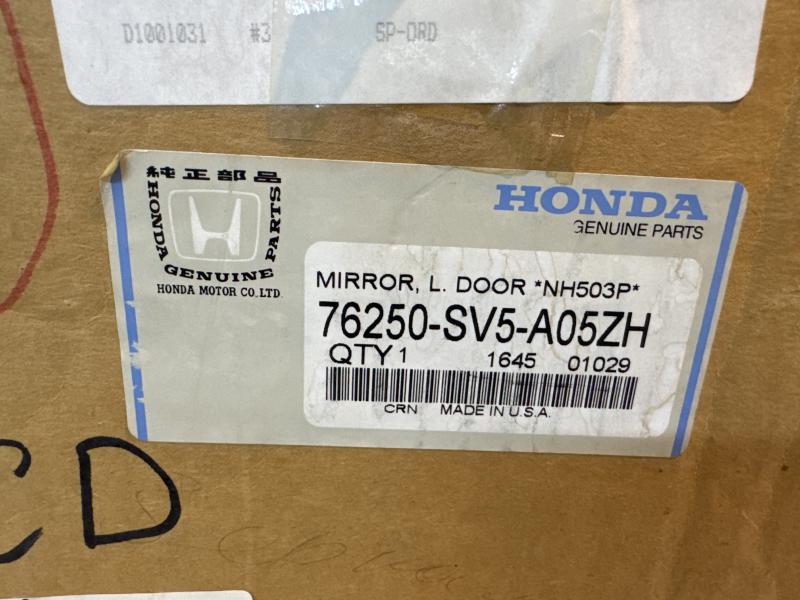 D1001031 #3 SP-ORD
純正部品
HONDA
GENUINE
PARTS
HONDA MOTOR CO.,LTD.
HONDA
GENUINE PARTS
MIRROR, L. DOOR *NH503P*
76250-SV5-A05ZH
QTY 1 1645 01029
CRN MADE IN U.S.A.
CD